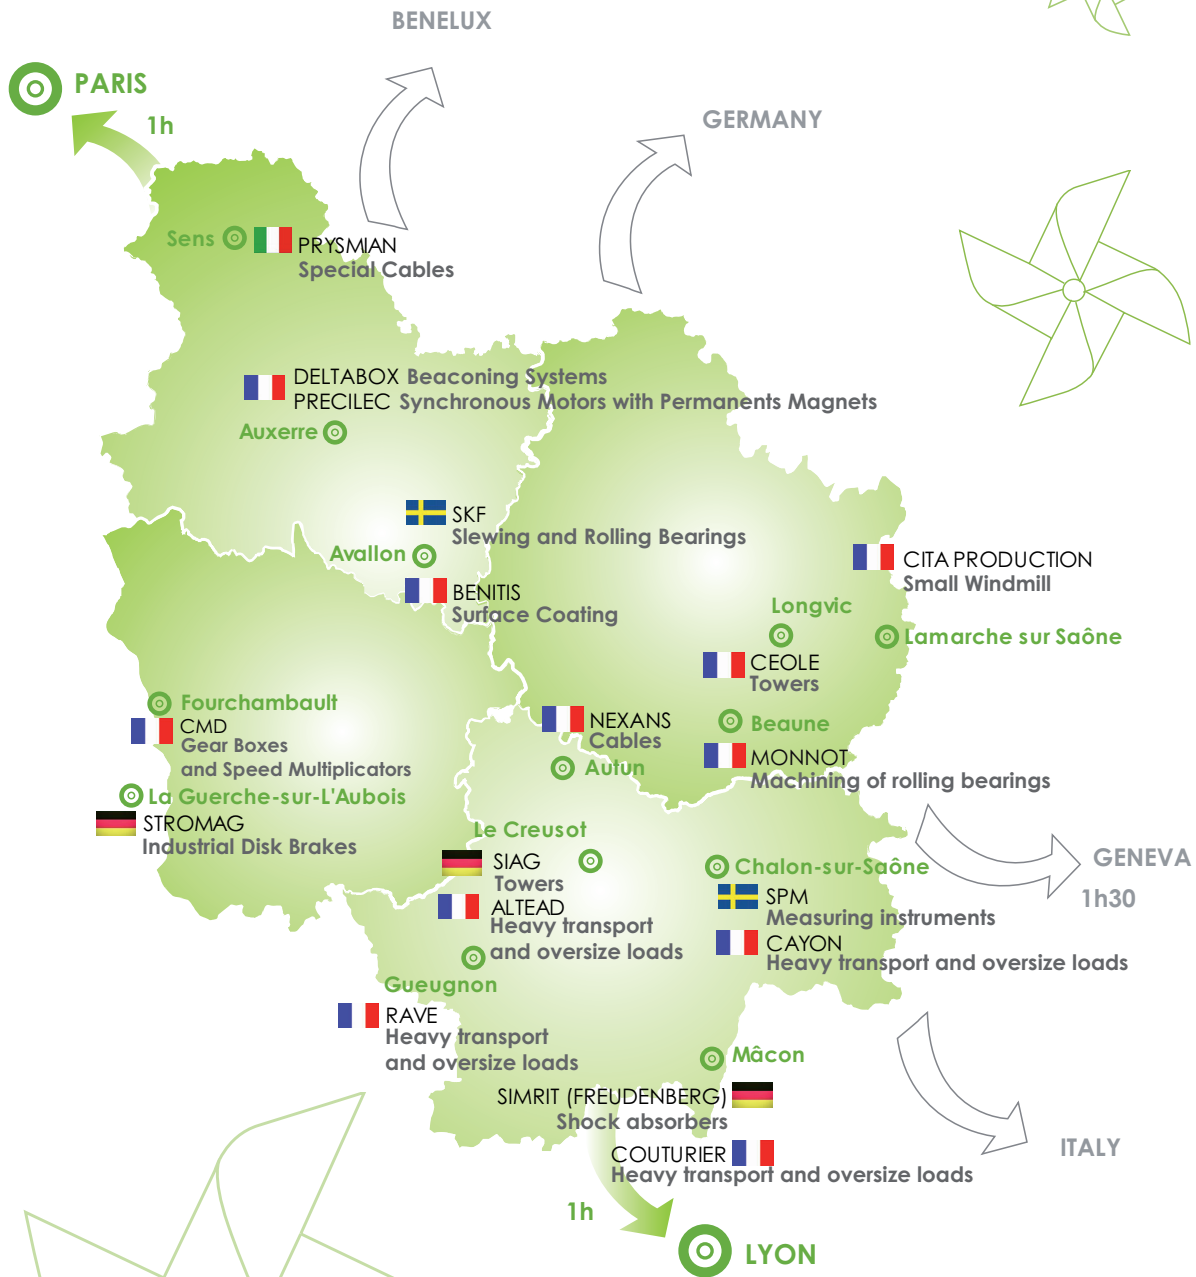 BENELUX
PARIS
1h
GERMANY
Sens
PRYSMIAN
Special Cables
DELTABOX Beaconing Systems
PRECILEC Synchronous Motors with Permanents Magnets
Auxerre
SKF
Slewing and Rolling Bearings
Avallon
BENITIS
Surface Coating
CITA PRODUCTION
Small Windmill
Longvic
Lamarche sur Saône
CEOLE
Towers
Fourchambault
CMD
Gear Boxes
and Speed Multiplicators
NEXANS
Cables
Autun
Beaune
MONNOT
Machining of rolling bearings
La Guerche-sur-L'Aubois
STROMAG
Industrial Disk Brakes
Le Creusot
SIAG
Towers
ALTEAD
Heavy transport
and oversize loads
Chalon-sur-Saône
SPM
Measuring instruments
CAYON
Heavy transport and oversize loads
GENEVA
1h30
Gueugnon
RAVE
Heavy transport
and oversize loads
Mâcon
SIMRIT (FREUDENBERG)
Shock absorbers
COUTURIER
Heavy transport and oversize loads
ITALY
1h
LYON